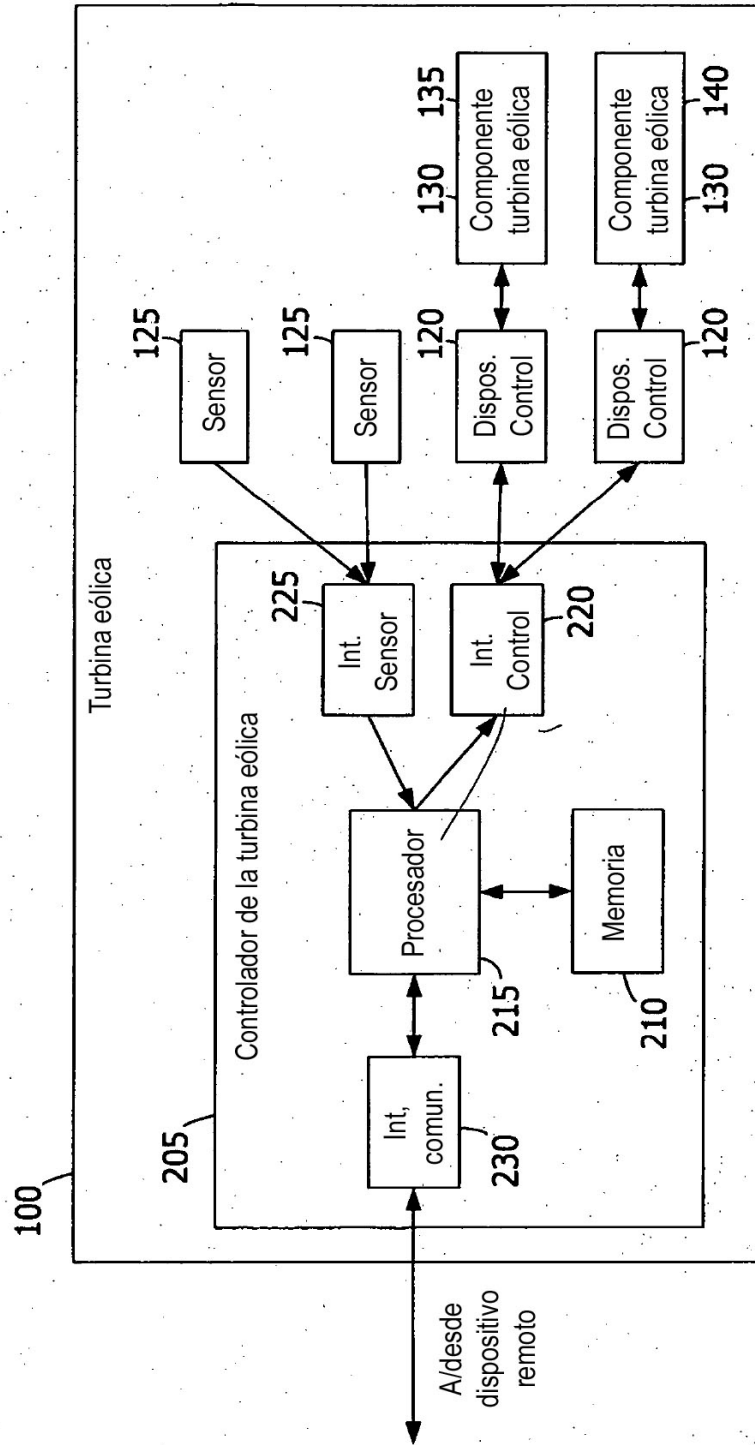 100
Turbina eólica
205
Controlador de la turbina eólica
A/desde
dispositivo
remoto
Int,
comun.
230
Procesador
215
Memoria
210
Int.
Sensor
225
Int.
Control
220
Sensor
125
Sensor
125
Dispos.
Control
120
Dispos.
Control
120
Componente
turbina eólica
130
135
Componente
turbina eólica
130
140